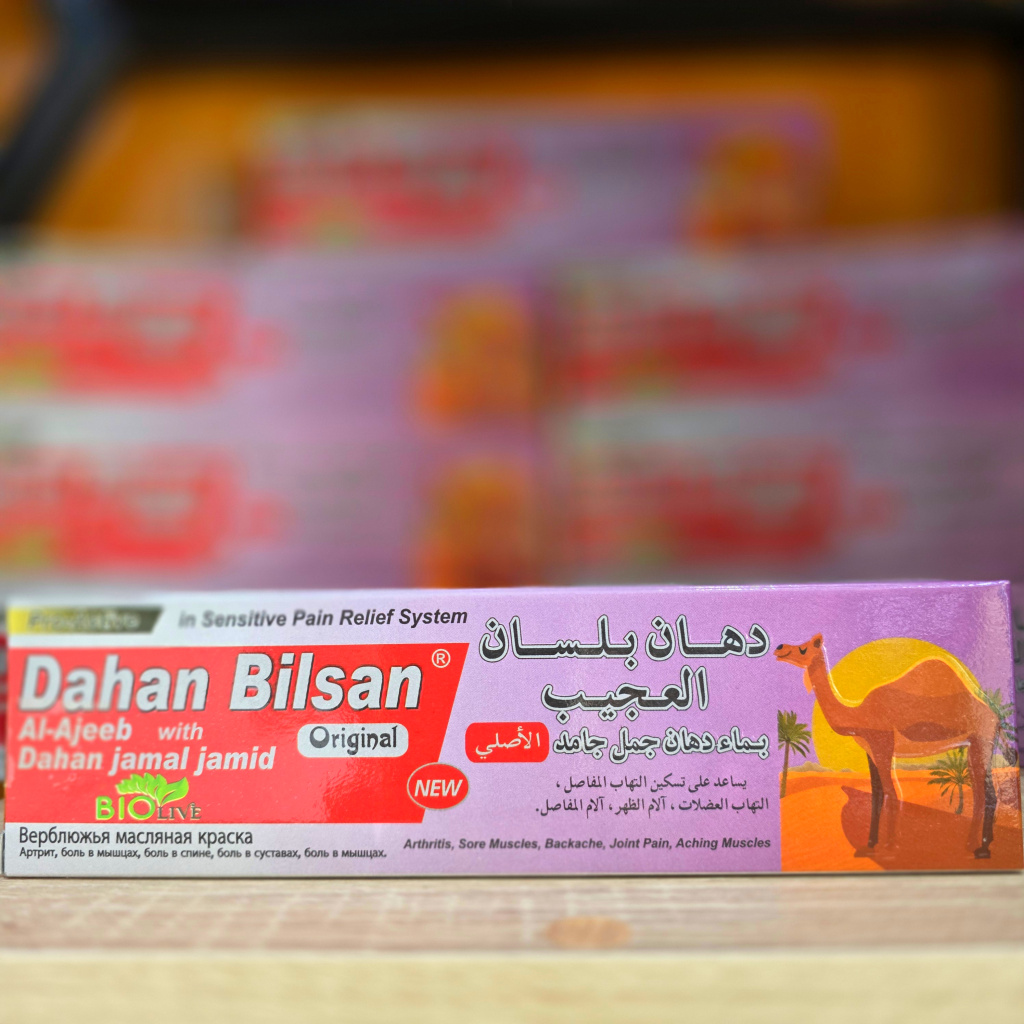 in Sensitive Pain Relief System
Dahan Bilsan®
Al-Ajeeb with
Dahan jamal jamid
Original
NEW
BIOLIVE
Верблюжья масляная краска
Артрит, боль в мышцах, боль в спине, боль в суставах, боль в мышцах.
دهان بلسان
العجيب
بماء دهان جمل جامد
الأصلي
يساعد على تسكين التهاب المفاصل ،
التهاب العضلات ، آلام الظهر ، آلام المفاصل.
Arthritis, Sore Muscles, Backache, Joint Pain, Aching Muscles